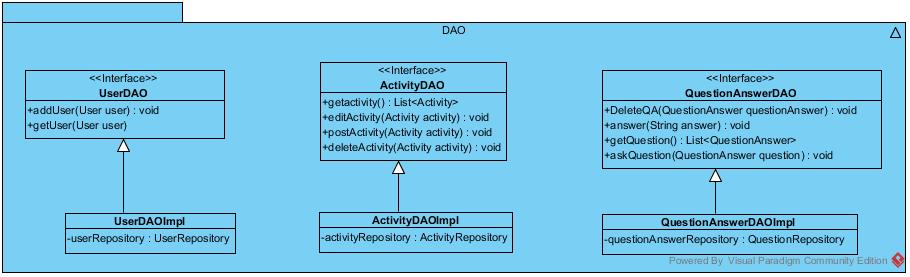 DAO
<<Interface>>
UserDAO
+addUser(User user) : void
+getUser(User user)
UserDAOImpl
-userRepository : UserRepository
<<Interface>>
ActivityDAO
+getactivity() : List<Activity>
+editActivity(Activity activity) : void
+postActivity(Activity activity) : void
+deleteActivity(Activity activity) : void
ActivityDAOImpl
-activityRepository : ActivityRepository
<<Interface>>
QuestionAnswerDAO
+DeleteQA(QuestionAnswer questionAnswer) : void
+answer(String answer) : void
+getQuestion() : List<QuestionAnswer>
+askQuestion(QuestionAnswer question) : void
QuestionAnswerDAOImpl
-questionAnswerRepository : QuestionRepository
Powered By Visual Paradigm Community Edition